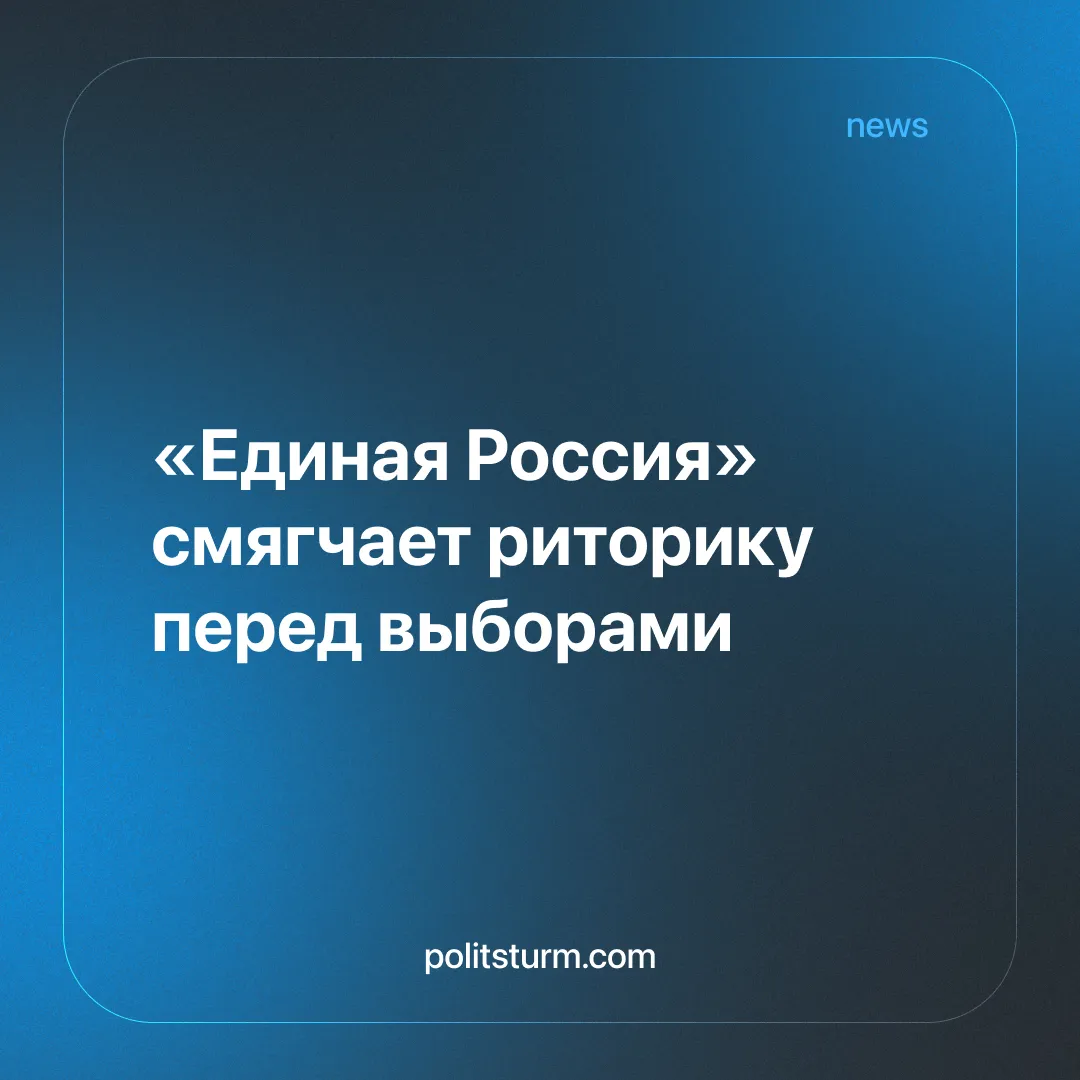 news
«Единая Россия»
смягчает риторику
перед выборами
politsturm.com